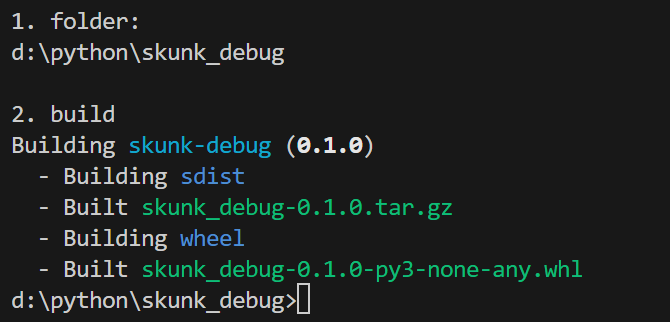 1. folder:
d:\python\skunk_debug
2. build
Building skunk-debug (0.1.0)
- Building sdist
- Built skunk_debug-0.1.0.tar.gz
- Building wheel
- Built skunk_debug-0.1.0-py3-none-any.whl
d:\python\skunk_debug>